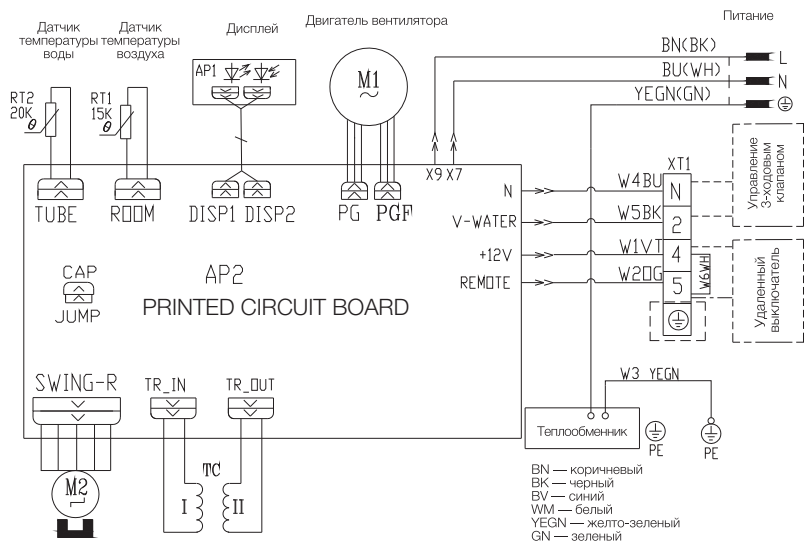 Датчик
температуры
воды
Датчик
температуры
воздуха
Дисплей
Двигатель вентилятора
Питание
BN(BK)
L
BU(WH)
N
YEGN(GN)
AP1
M1
~
RT2
20K
θ
RT1
15K
θ
X9 X7
XT1
TUBE
ROOM
DISP1 DISP2
PG PGF
N
W4BU
N
V-WATER
W5BK
2
+12V
W1VT
4
REMOTE
W2OG
5
W6WH
Управление
3-ходовым
клапаном
Удаленный
выключатель
CAP
JUMP
AP2
PRINTED CIRCUIT BOARD
SWING-R
TR_IN
TR_OUT
W3 YEGN
Теплообменник
PE
PE
M2
TC
I
II
BN — коричневый
BK — черный
BV — синий
WM — белый
YEGN — желто-зеленый
GN — зеленый